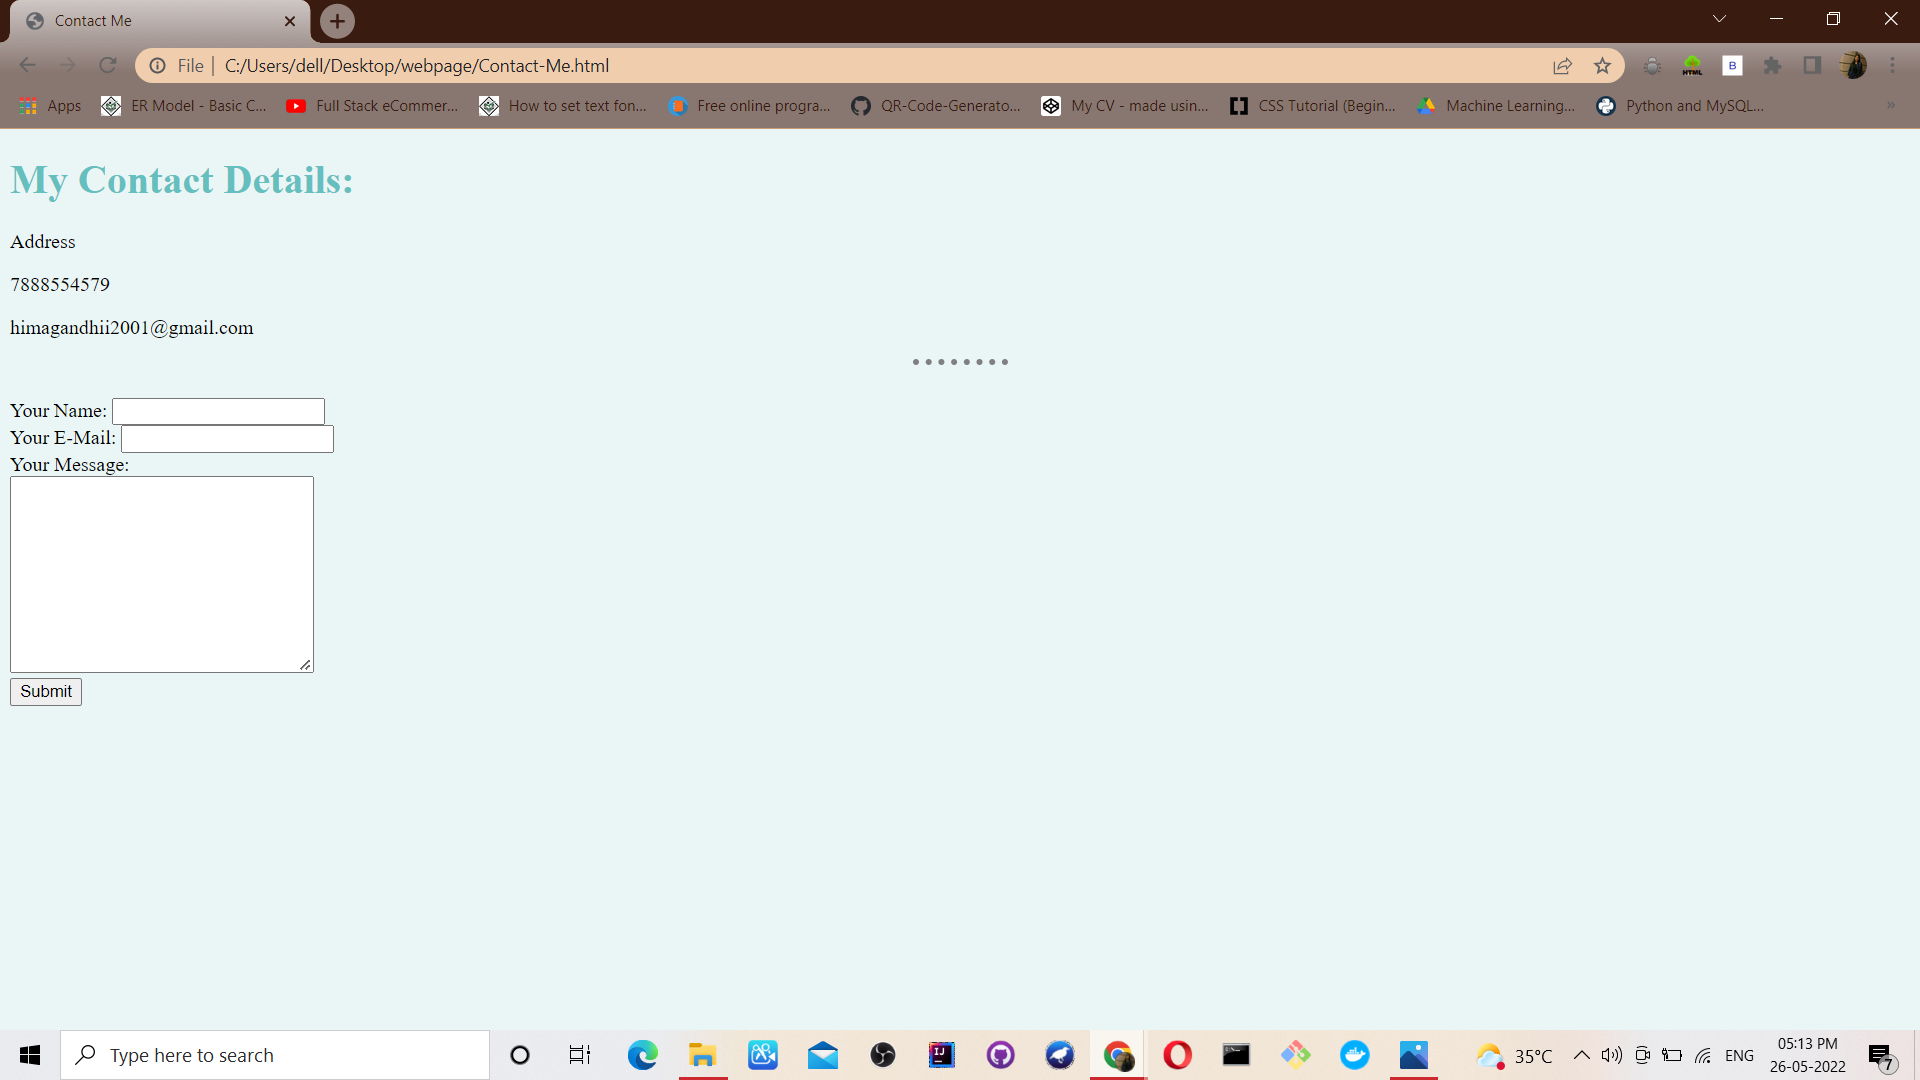 Contact Me
File | C:/Users/dell/Desktop/webpage/Contact-Me.html
HTML B
Apps ER Model - Basic C... Full Stack eCommer... How to set text fon... Free online progra... QR-Code-Generato... My CV - made usin... CSS Tutorial (Begin... Machine Learning... Python and MySQL... »
My Contact Details:
Address
7888554579
himagandhii2001@gmail.com
Your Name:
Your E-Mail:
Your Message:
Submit
Type here to search
IJ
35°C
ENG
05:13 PM
26-05-2022
7